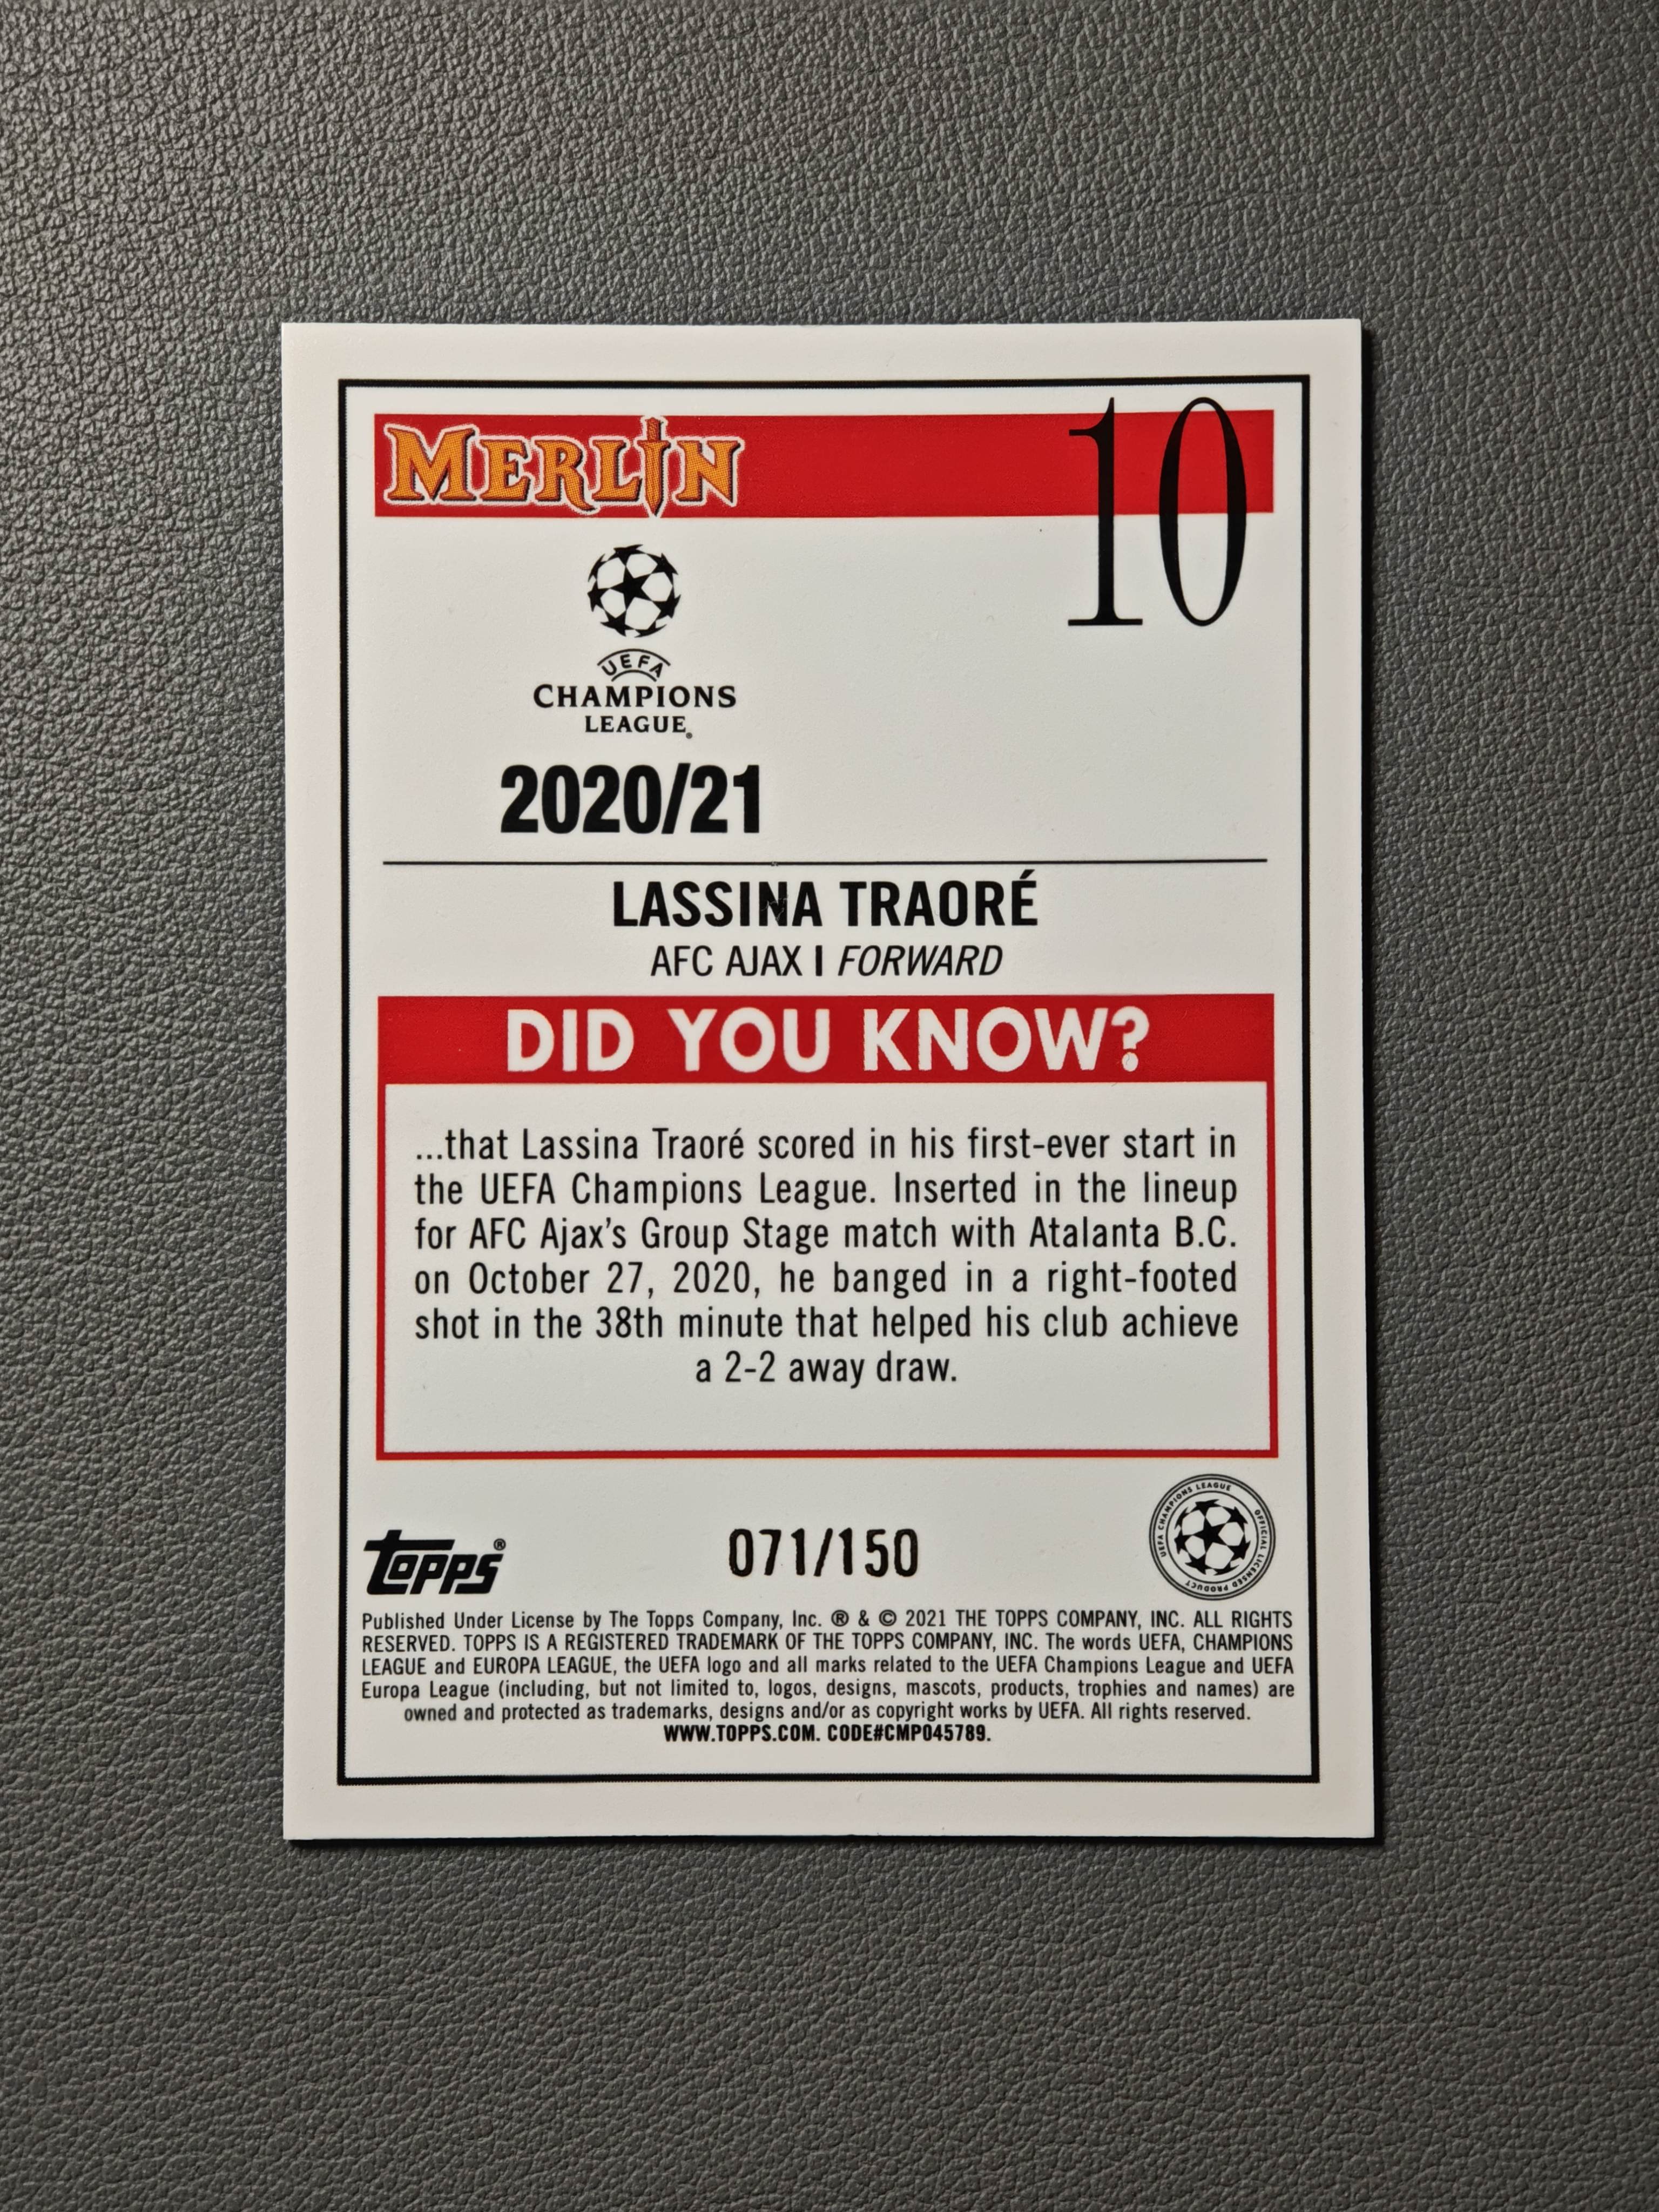 MERLIN
10
UEFA
CHAMPIONS
LEAGUE®
2020/21
LASSINA TRAORÉ
AFC AJAX I FORWARD
DID YOU KNOW?
...that Lassina Traoré scored in his first-ever start in
the UEFA Champions League. Inserted in the lineup
for AFC Ajax's Group Stage match with Atalanta B.C.
on October 27, 2020, he banged in a right-footed
shot in the 38th minute that helped his club achieve
a 2-2 away draw.
Topps®
071/150
UEFA CHAMPIONS LEAGUE OFFICIAL LICENSED PRODUCT
Published Under License by The Topps Company, Inc. ® & © 2021 THE TOPPS COMPANY, INC. ALL RIGHTS
RESERVED. TOPPS IS A REGISTERED TRADEMARK OF THE TOPPS COMPANY, INC. The words UEFA, CHAMPIONS
LEAGUE and EUROPA LEAGUE, the UEFA logo and all marks related to the UEFA Champions League and UEFA
Europa League (including, but not limited to, logos, designs, mascots, products, trophies and names) are
owned and protected as trademarks, designs and/or as copyright works by UEFA. All rights reserved.
WWW.TOPPS.COM. CODE#CMP045789.